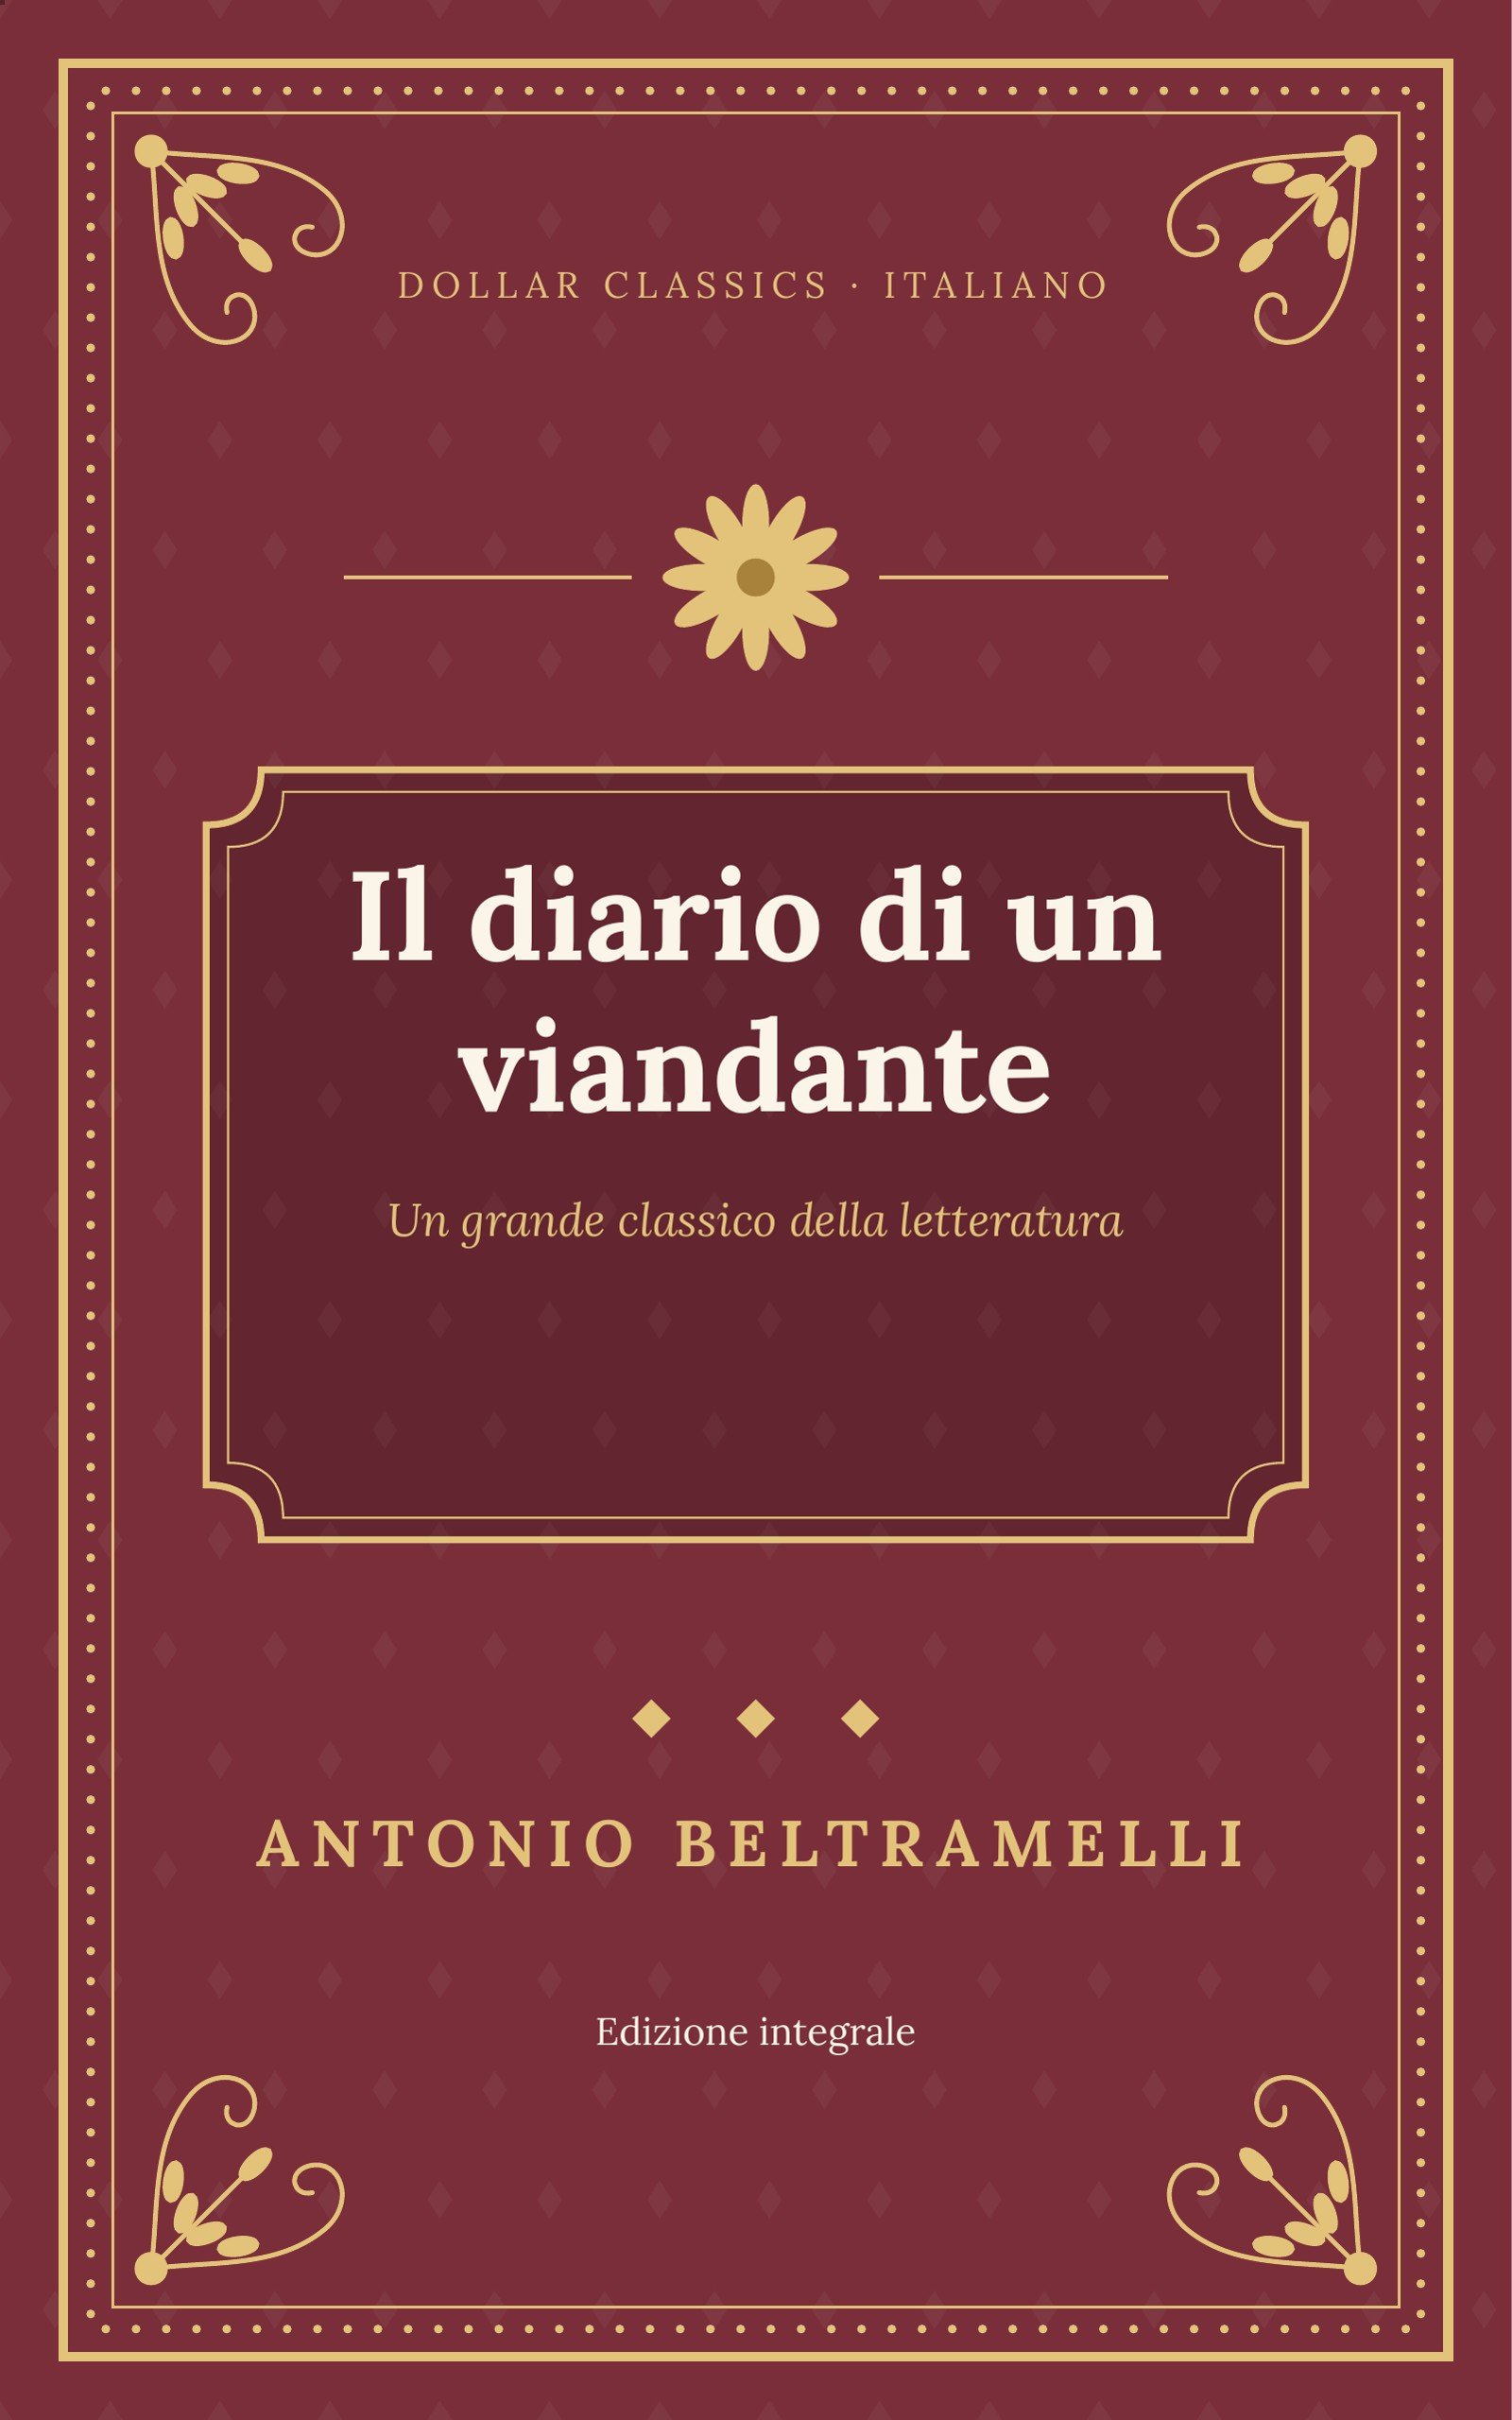 DOLLAR CLASSICS · ITALIANO
Il diario di un
viandante
Un grande classico della letteratura
ANTONIO BELTRAMELLI
Edizione integrale